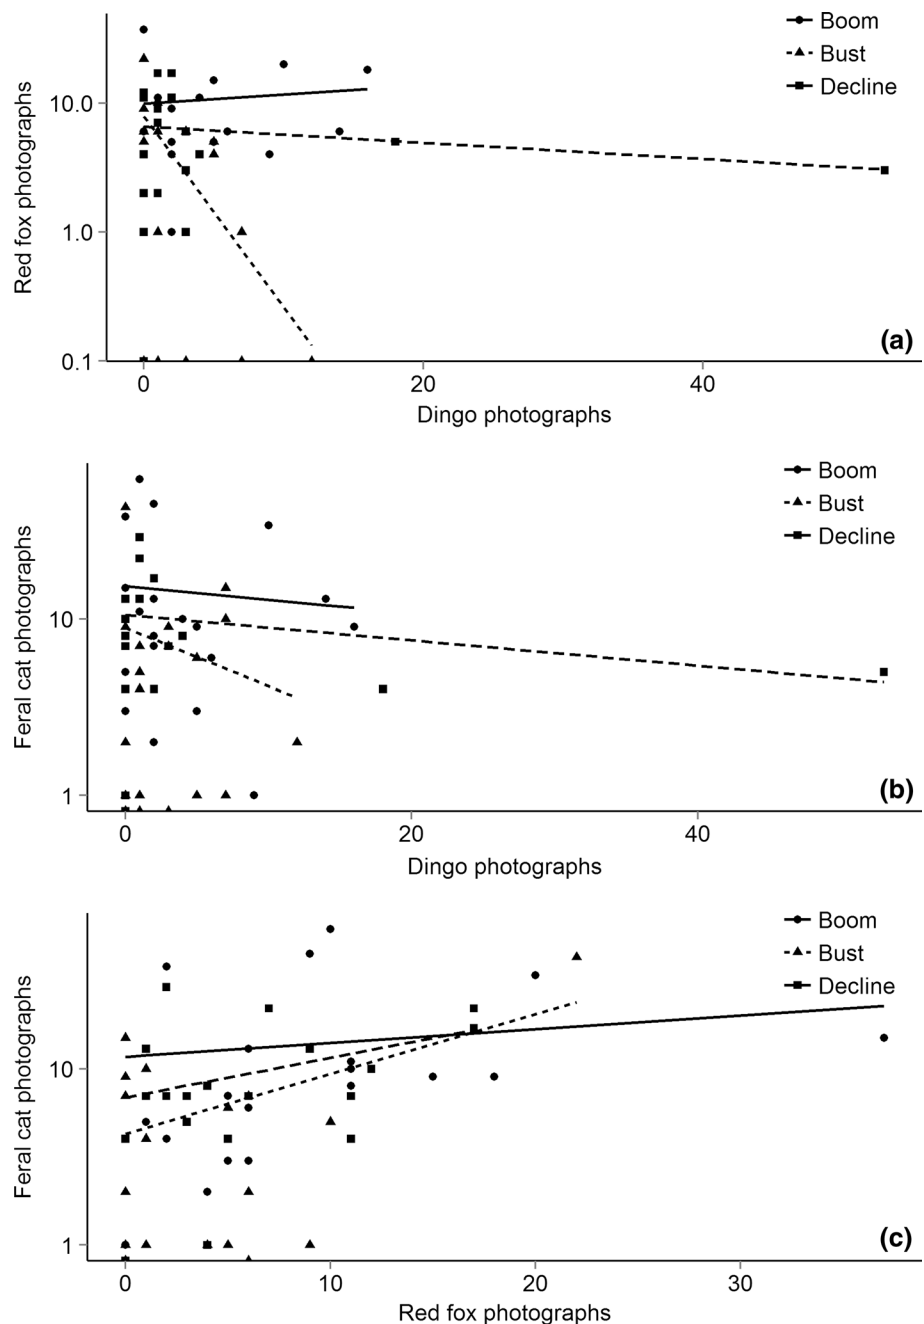 Boom
Bust
Decline
Red fox photographs
10.0
1.0
0.1
(a)
0 20 40
Dingo photographs
Boom
Bust
Decline
Feral cat photographs
10
1
(b)
0 20 40
Dingo photographs
Boom
Bust
Decline
Feral cat photographs
10
1
(c)
0 10 20 30
Red fox photographs